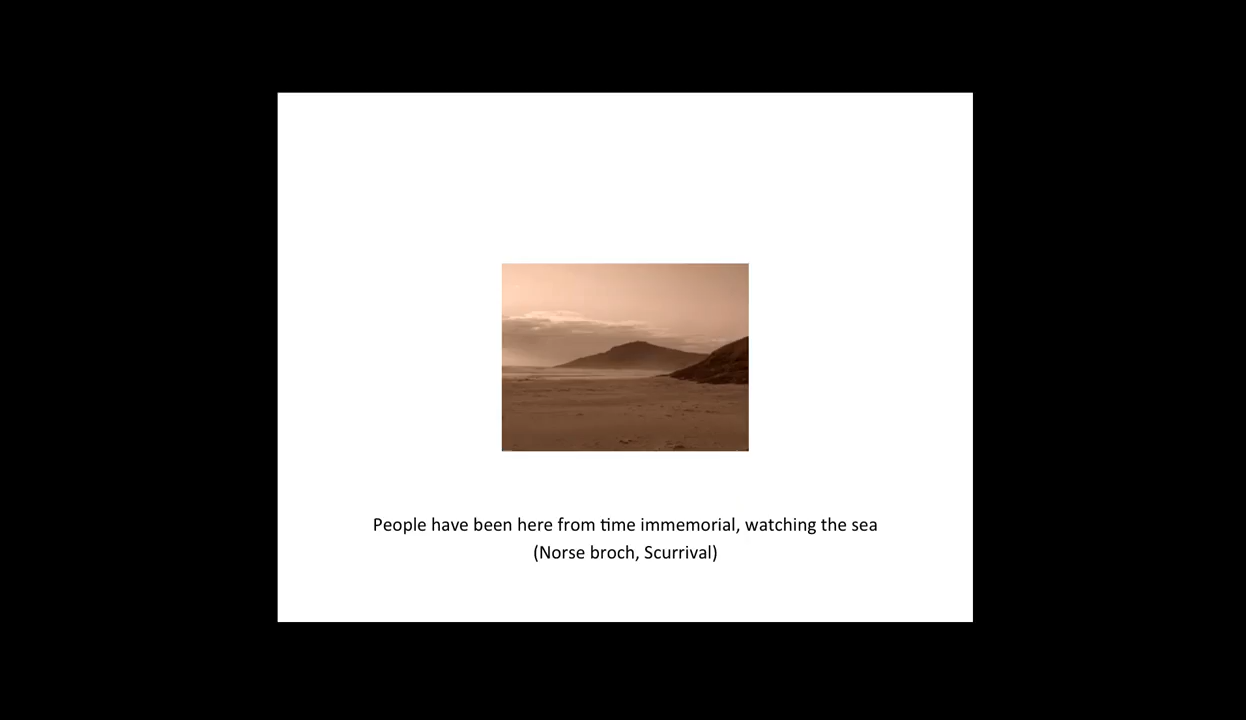 People have been here from time immemorial, watching the sea
(Norse broch, Scurrival)